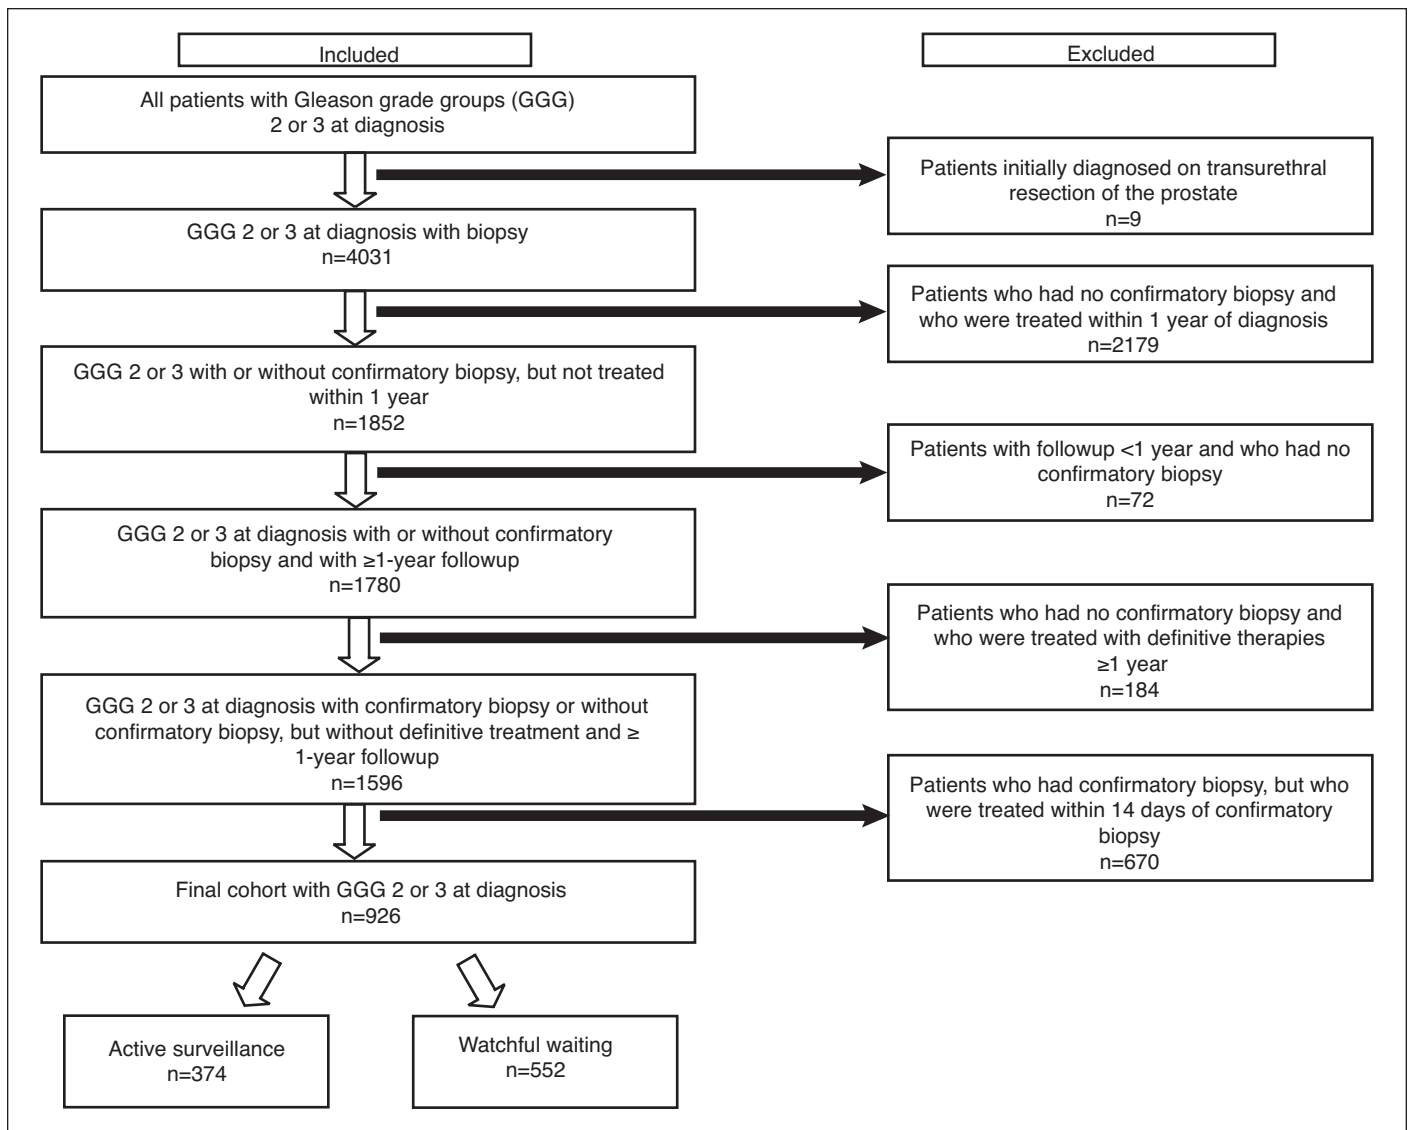 Included
Excluded
All patients with Gleason grade groups (GGG)
2 or 3 at diagnosis
Patients initially diagnosed on transurethral
resection of the prostate
n=9
GGG 2 or 3 at diagnosis with biopsy
n=4031
Patients who had no confirmatory biopsy and
who were treated within 1 year of diagnosis
n=2179
GGG 2 or 3 with or without confirmatory biopsy, but not treated
within 1 year
n=1852
Patients with followup <1 year and who had no
confirmatory biopsy
n=72
GGG 2 or 3 at diagnosis with or without confirmatory
biopsy and with ≥1-year followup
n=1780
Patients who had no confirmatory biopsy and
who were treated with definitive therapies
≥1 year
n=184
GGG 2 or 3 at diagnosis with confirmatory biopsy or without
confirmatory biopsy, but without definitive treatment and ≥
1-year followup
n=1596
Patients who had confirmatory biopsy, but who
were treated within 14 days of confirmatory
biopsy
n=670
Final cohort with GGG 2 or 3 at diagnosis
n=926
Active surveillance
n=374
Watchful waiting
n=552